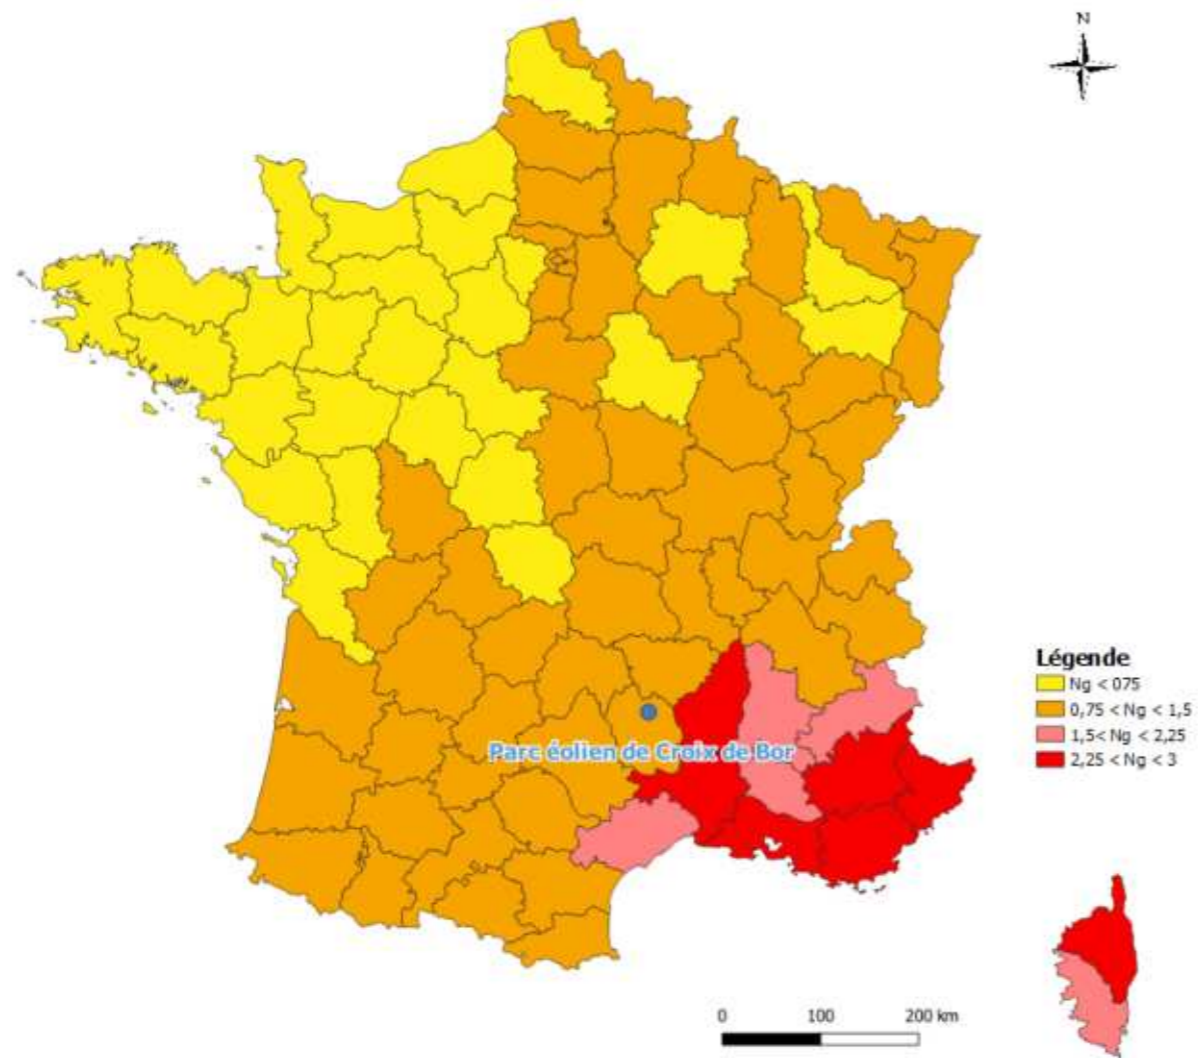 N
Légende
Ng < 075
0,75 < Ng < 1,5
1,5< Ng < 2,25
2,25 < Ng < 3
Parc éolien de Croix de Bor
0 100 200 km